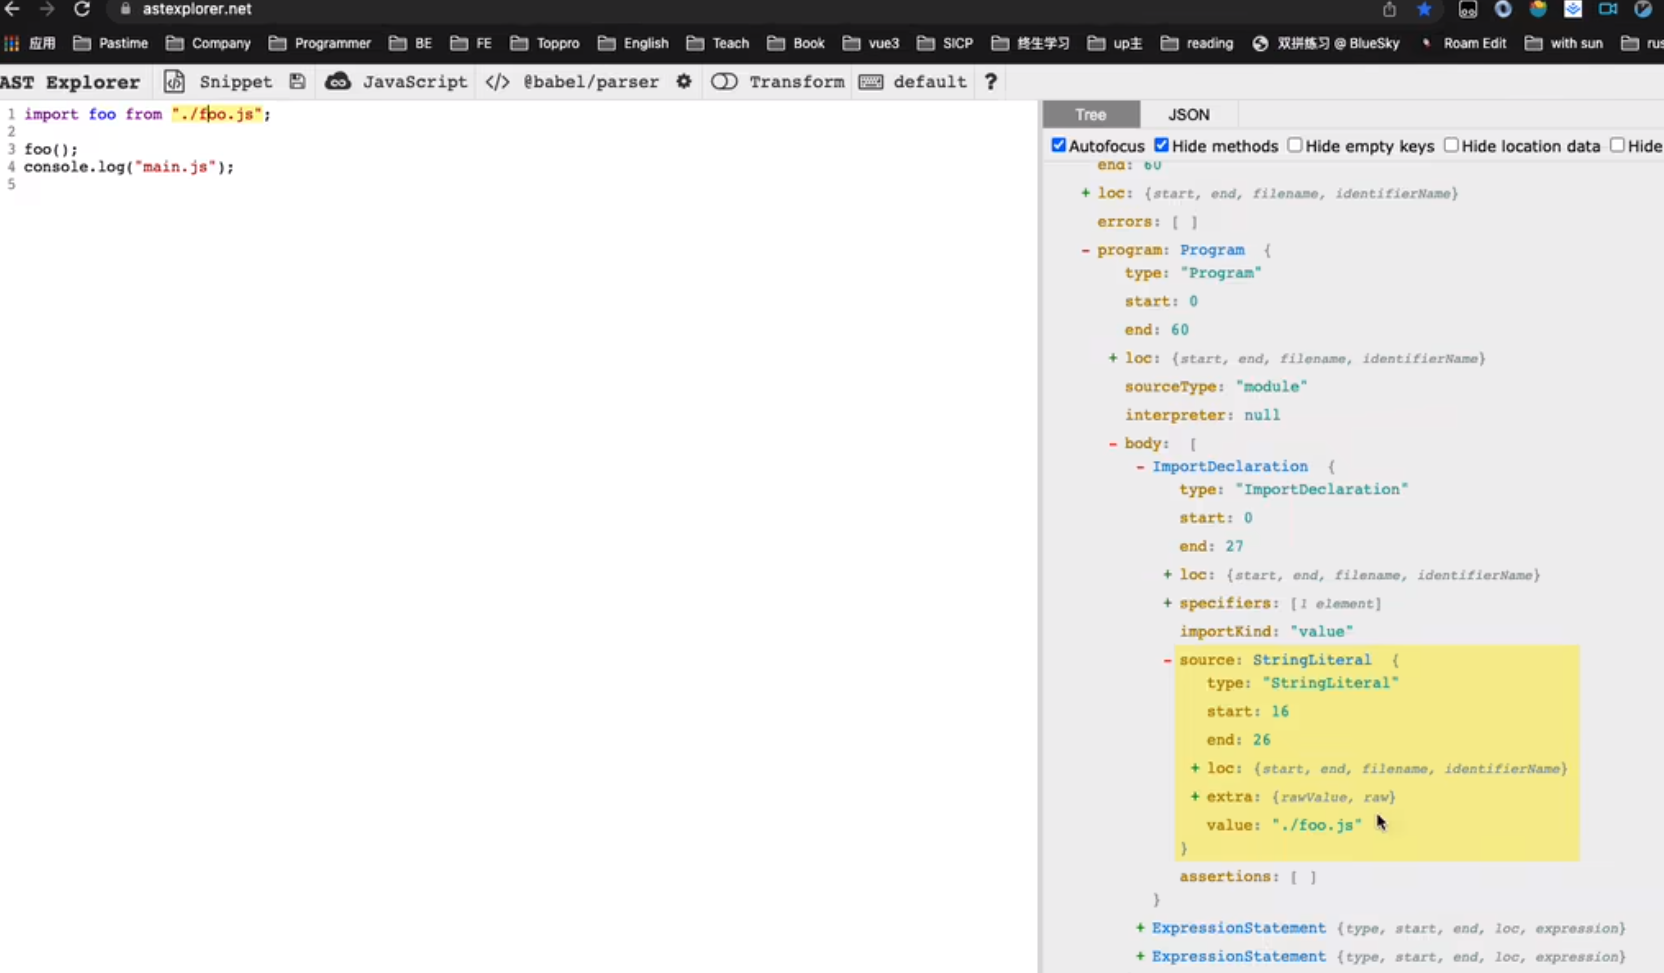 astexplorer.net
应用 Pastime Company Programmer BE FE Toppro English Teach Book vue3 SICP 终生学习 up主 reading 双拼练习 @ BlueSky Roam Edit with sun rus
AST Explorer Snippet JavaScript </> @babel/parser Transform default ?
1 import foo from "./foo.js";
2
3 foo();
4 console.log("main.js");
5
Tree JSON
Autofocus Hide methods Hide empty keys Hide location data Hide
end: 60
+ loc: {start, end, filename, identifierName}
errors: [ ]
- program: Program {
type: "Program"
start: 0
end: 60
+ loc: {start, end, filename, identifierName}
sourceType: "module"
interpreter: null
- body: [
- ImportDeclaration {
type: "ImportDeclaration"
start: 0
end: 27
+ loc: {start, end, filename, identifierName}
+ specifiers: [1 element]
importKind: "value"
- source: StringLiteral {
type: "StringLiteral"
start: 16
end: 26
+ loc: {start, end, filename, identifierName}
+ extra: {rawValue, raw}
value: "./foo.js"
}
assertions: [ ]
}
+ ExpressionStatement {type, start, end, loc, expression}
+ ExpressionStatement {type, start, end, loc, expression}